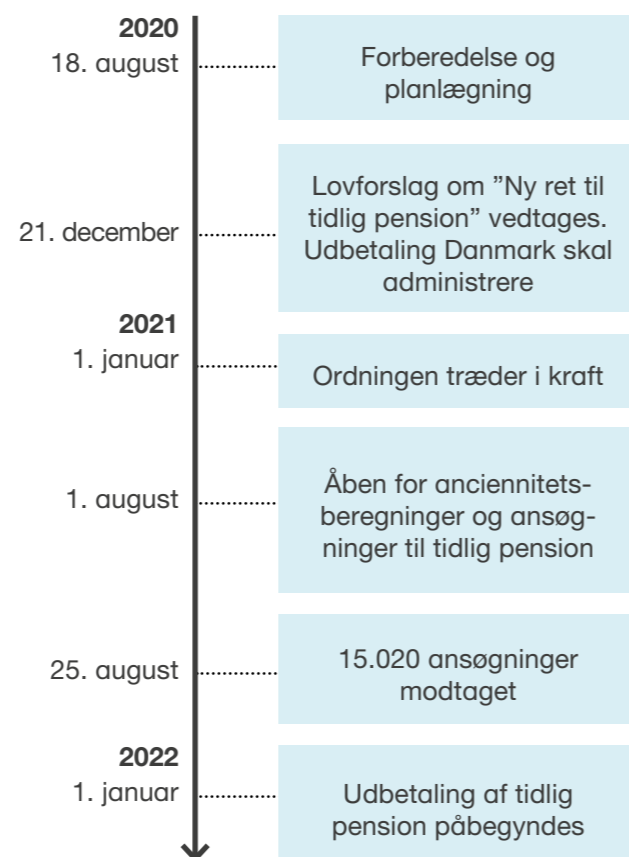 2020
18. august
Forberedelse og
planlægning
21. december
Lovforslag om ”Ny ret til
tidlig pension” vedtages.
Udbetaling Danmark skal
administrere
2021
1. januar
Ordningen træder i kraft
1. august
Åben for anciennitets-
beregninger og ansøg-
ninger til tidlig pension
25. august
15.020 ansøgninger
modtaget
2022
1. januar
Udbetaling af tidlig
pension påbegyndes